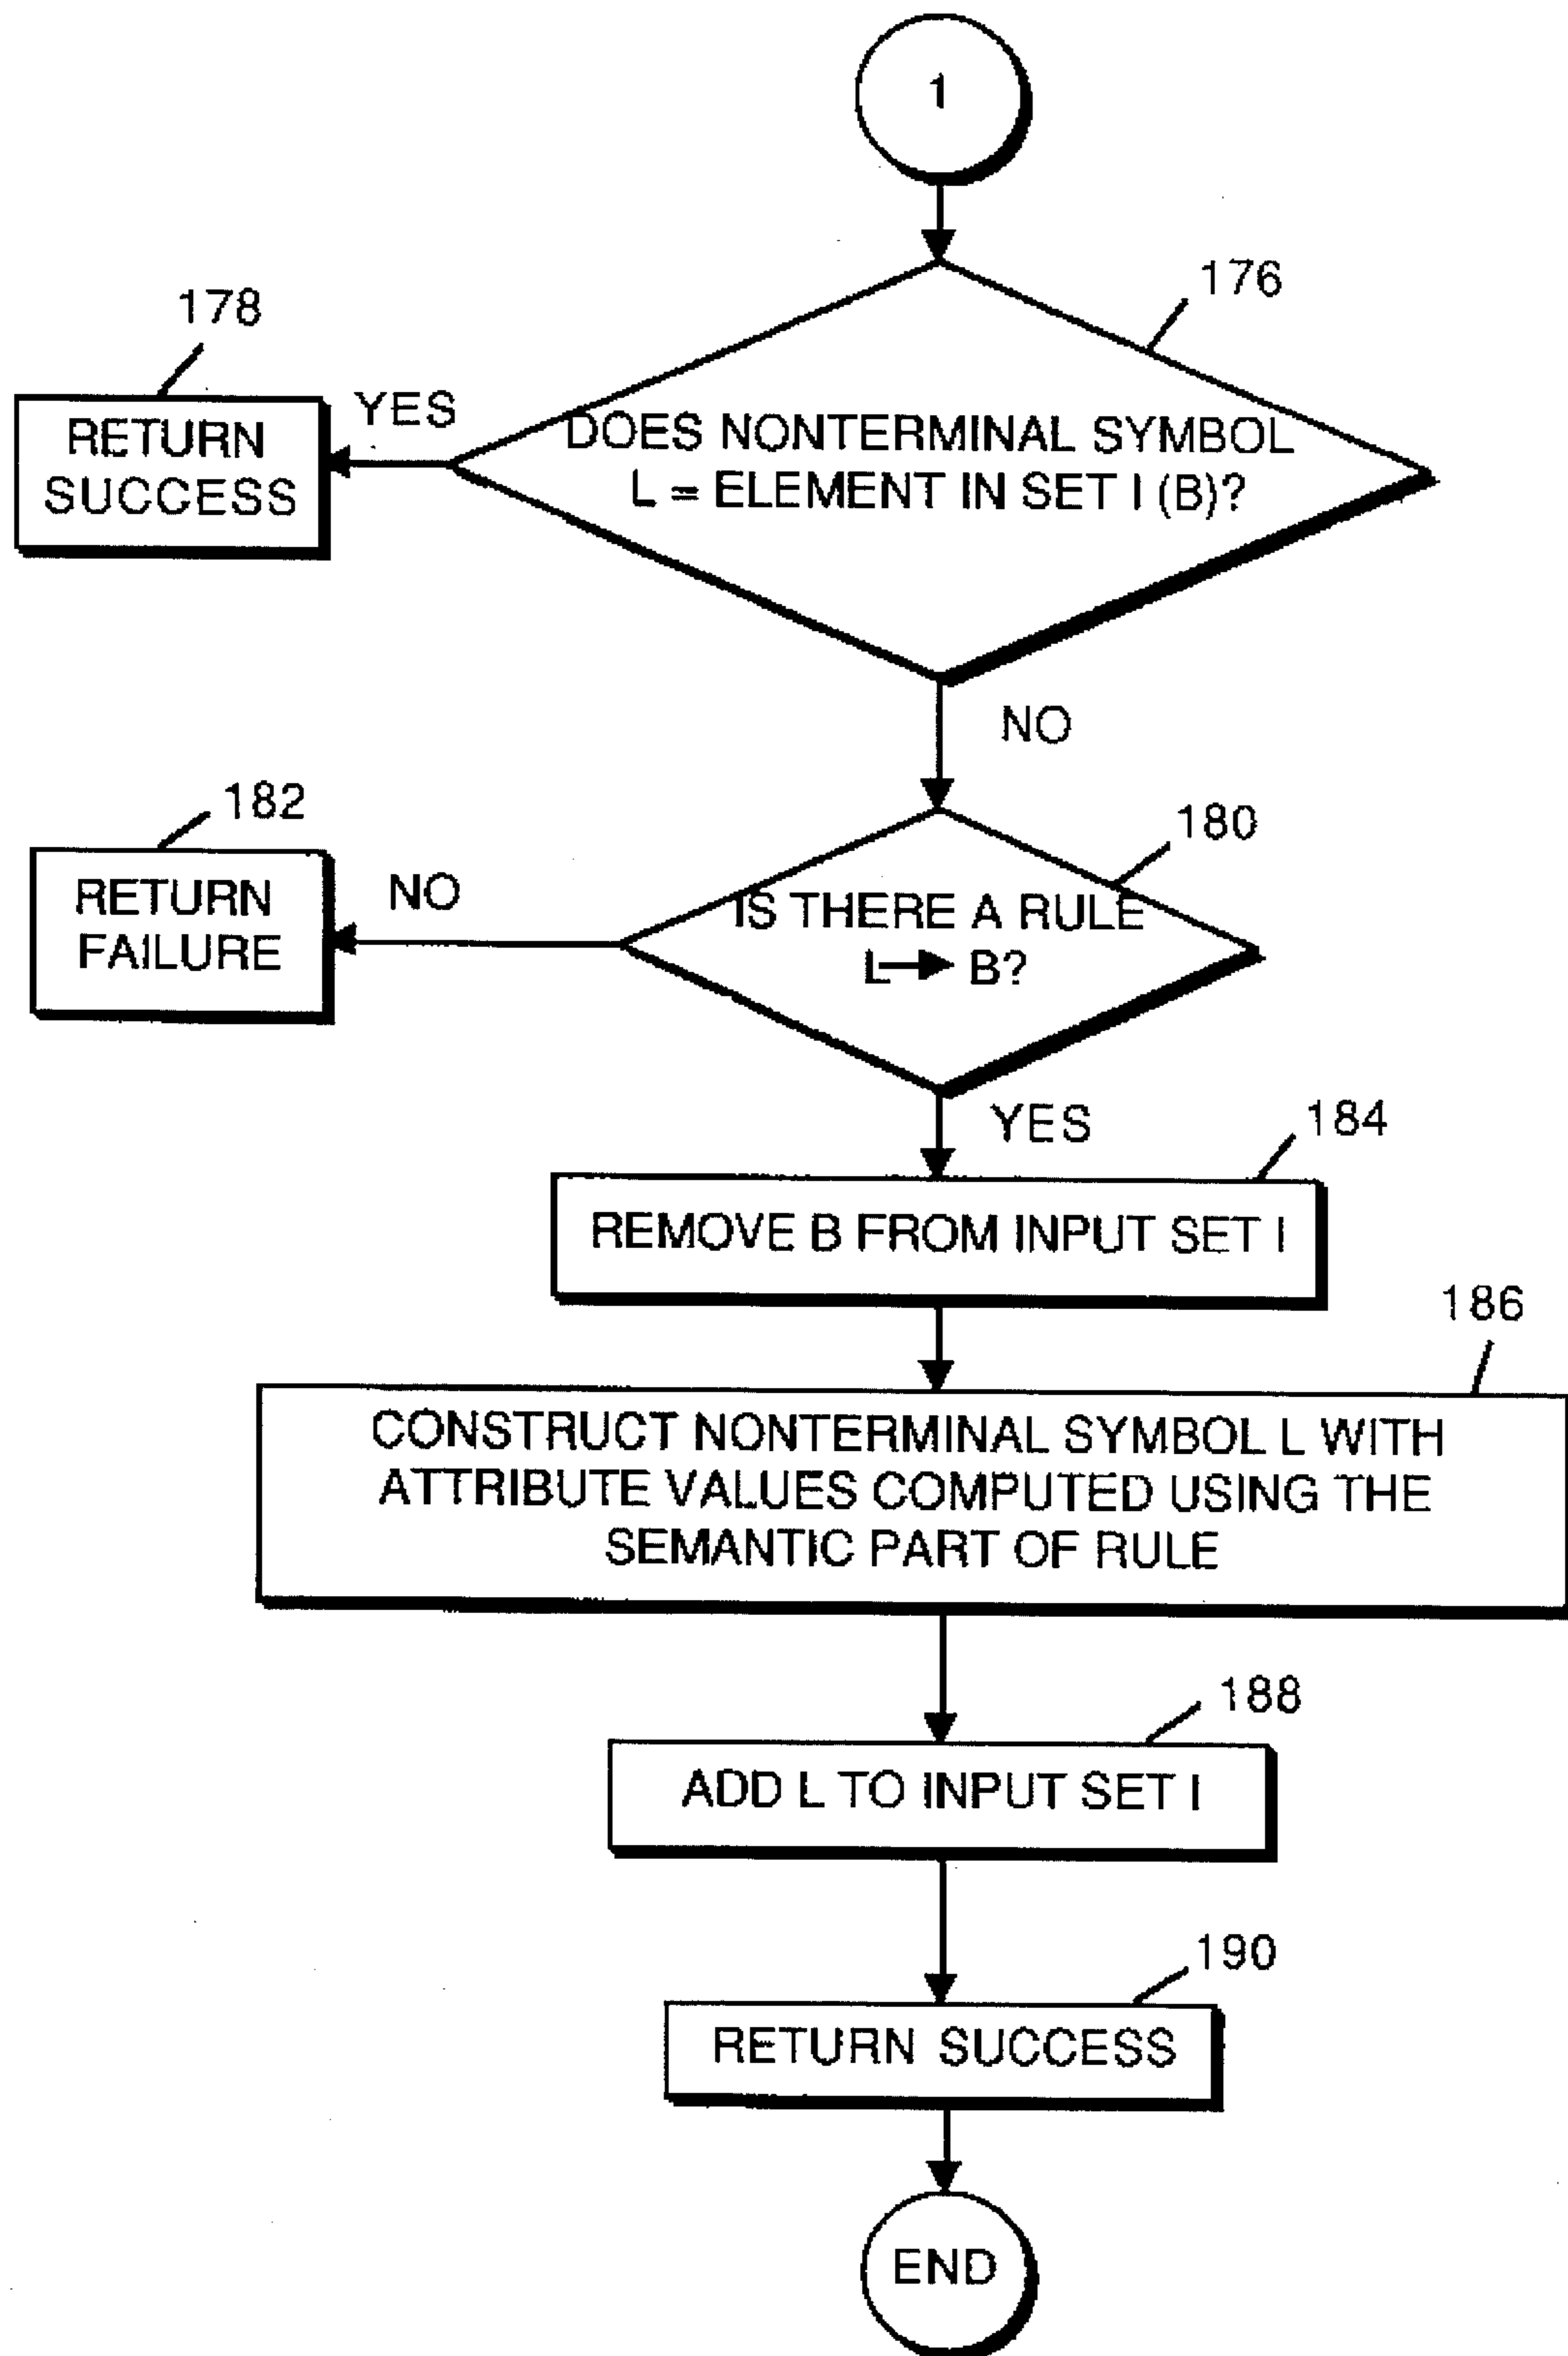 1
176
178
YES
RETURN
SUCCESS
DOES NONTERMINAL SYMBOL
L = ELEMENT IN SET I (B)?
NO
182
180
NO
RETURN
FAILURE
IS THERE A RULE
L → B?
YES
184
REMOVE B FROM INPUT SET I
186
CONSTRUCT NONTERMINAL SYMBOL L WITH
ATTRIBUTE VALUES COMPUTED USING THE
SEMANTIC PART OF RULE
188
ADD L TO INPUT SET I
190
RETURN SUCCESS
END